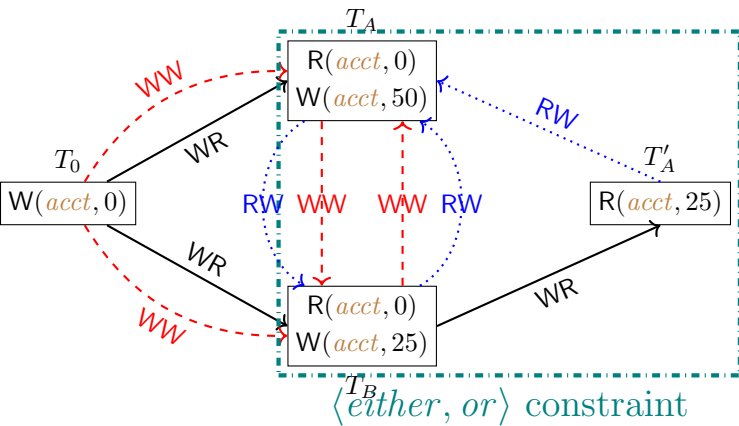 T_A
R(acct, 0)
W(acct, 50)
WW
WR
RW
T_0
T'_A
W(acct, 0)
R(acct, 25)
RW
WW
WW
RW
WR
WW
WR
R(acct, 0)
W(acct, 25)
T_B
⟨either, or⟩ constraint